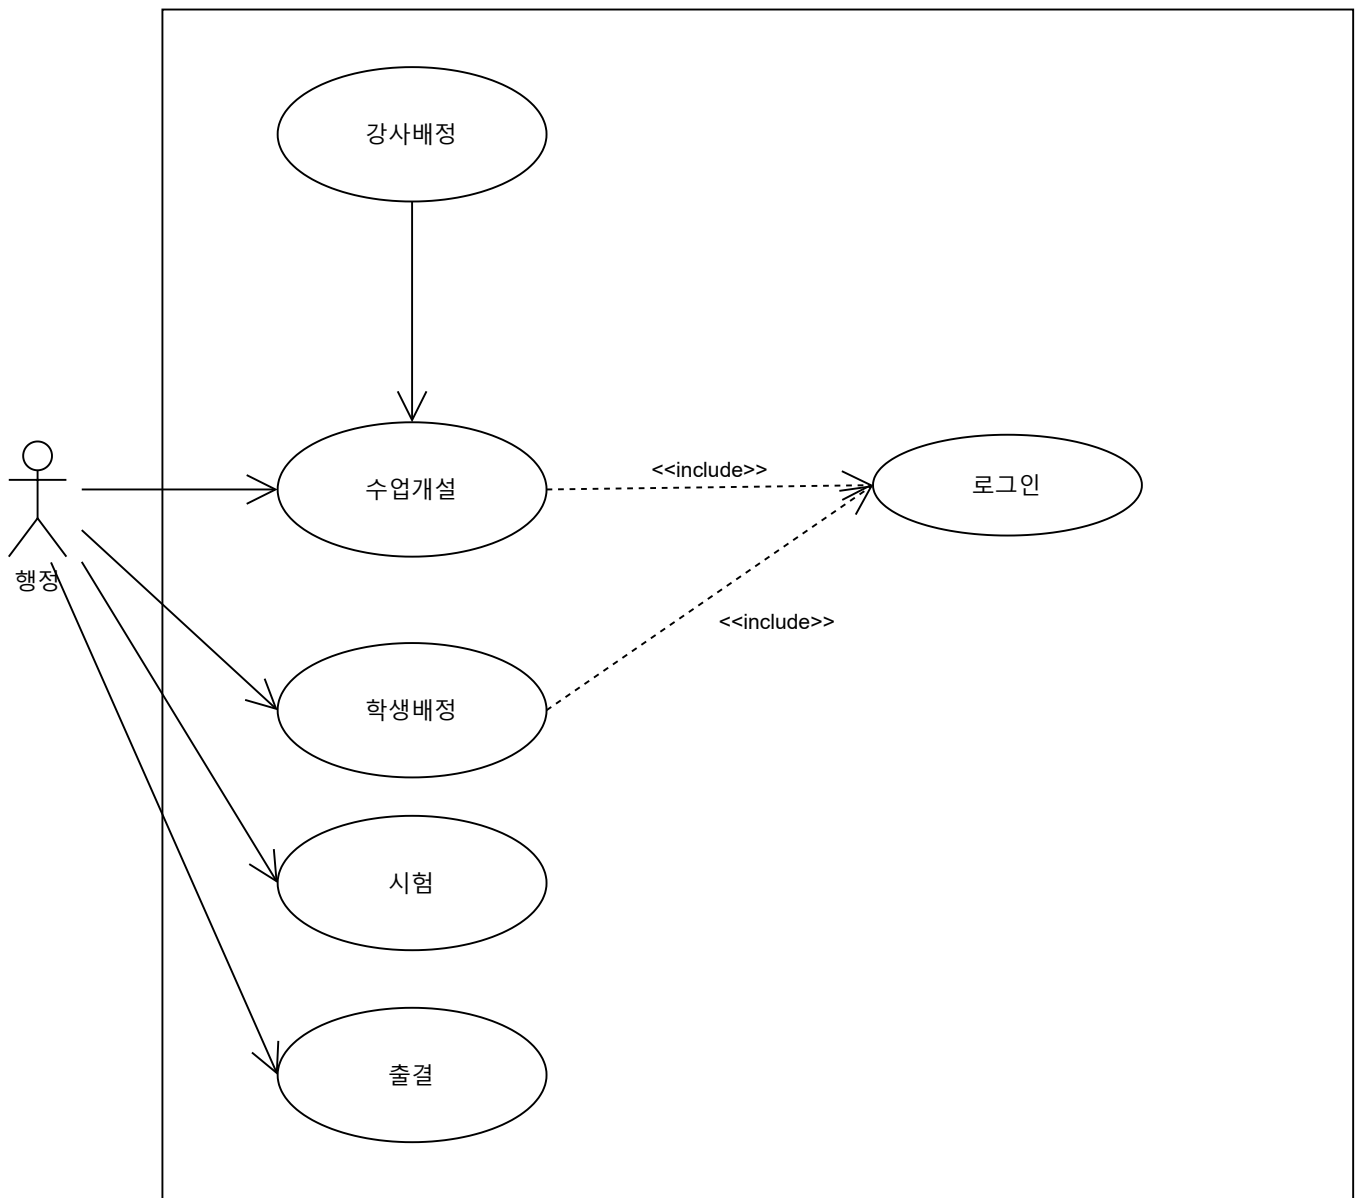 강사배정
<<include>>
수업개설
로그인
행정
<<include>>
학생배정
시험
출결